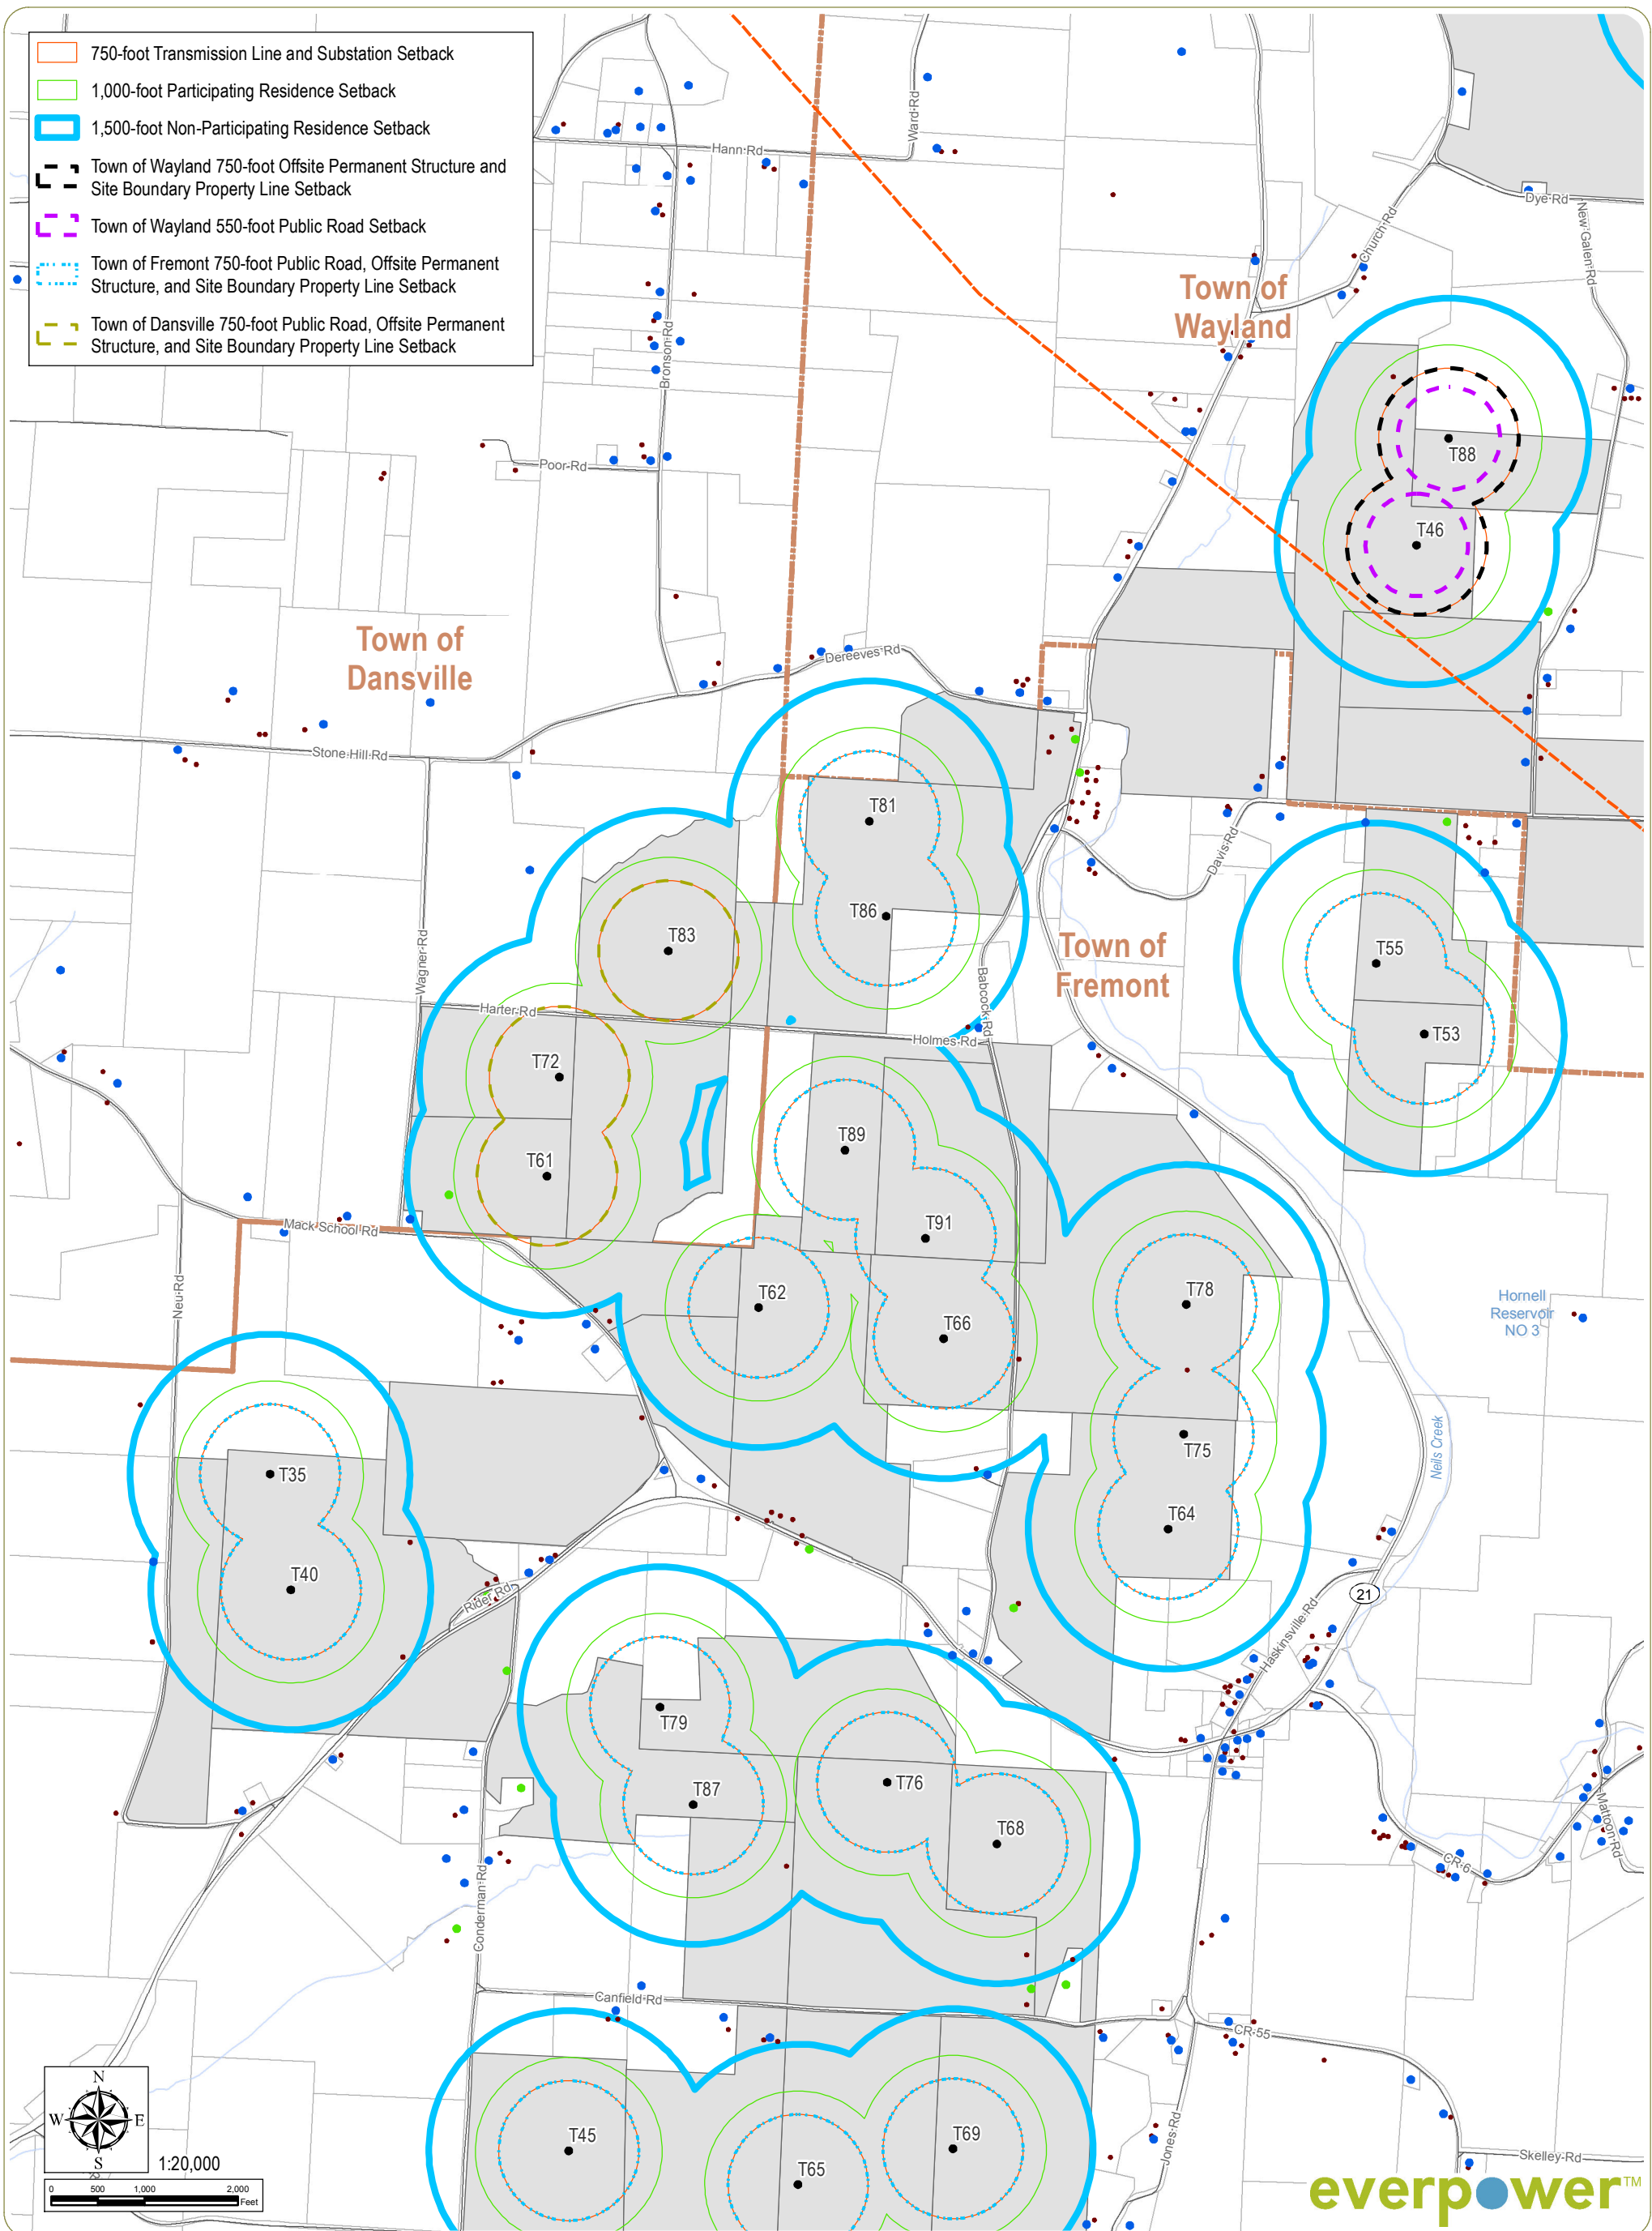 750-foot Transmission Line and Substation Setback
1,000-foot Participating Residence Setback
1,500-foot Non-Participating Residence Setback
Town of Wayland 750-foot Offsite Permanent Structure and
Site Boundary Property Line Setback
Town of Wayland 550-foot Public Road Setback
Town of Fremont 750-foot Public Road, Offsite Permanent
Structure, and Site Boundary Property Line Setback
Town of Dansville 750-foot Public Road, Offsite Permanent
Structure, and Site Boundary Property Line Setback
Ward Rd
Hann Rd
Dye Rd
New Galen Rd
Church Rd
Town of
Wayland
Bronson Rd
T88
Poor Rd
T46
Town of
Dansville
Dereeves Rd
Stone Hill Rd
T81
Davis Rd
T86
T83
Town of
Fremont
T55
Wagner Rd
Babcock Rd
Harter Rd
Holmes Rd
T53
T72
T89
T61
Mack School Rd
T91
Neu Rd
T62
T78
T66
Hornell
Reservoir
NO 3
T75
Neils Creek
T35
T64
T40
Rider Rd
21
Haskinsville Rd
T79
T76
T87
T68
Mattoon Rd
CR 6
Conderman Rd
Canfield Rd
CR 55
N
W
E
S
T45
T69
T65
Jones Rd
Skelley Rd
1:20,000
0 500 1,000 2,000
Feet
everpower™